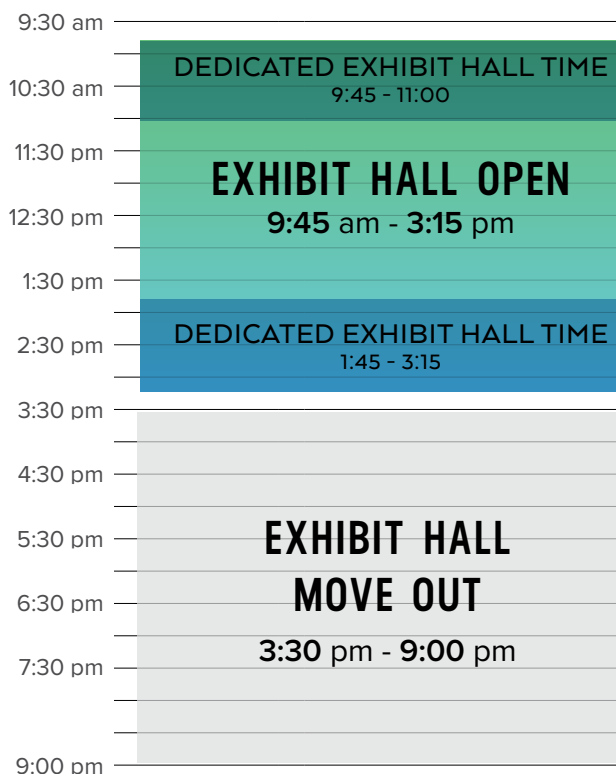 9:30 am
DEDICATED EXHIBIT HALL TIME
10:30 am
9:45 - 11:00
11:30 pm
EXHIBIT HALL OPEN
12:30 pm
9:45 am - 3:15 pm
1:30 pm
DEDICATED EXHIBIT HALL TIME
2:30 pm
1:45 - 3:15
3:30 pm
4:30 pm
5:30 pm
EXHIBIT HALL
MOVE OUT
6:30 pm
3:30 pm - 9:00 pm
7:30 pm
9:00 pm